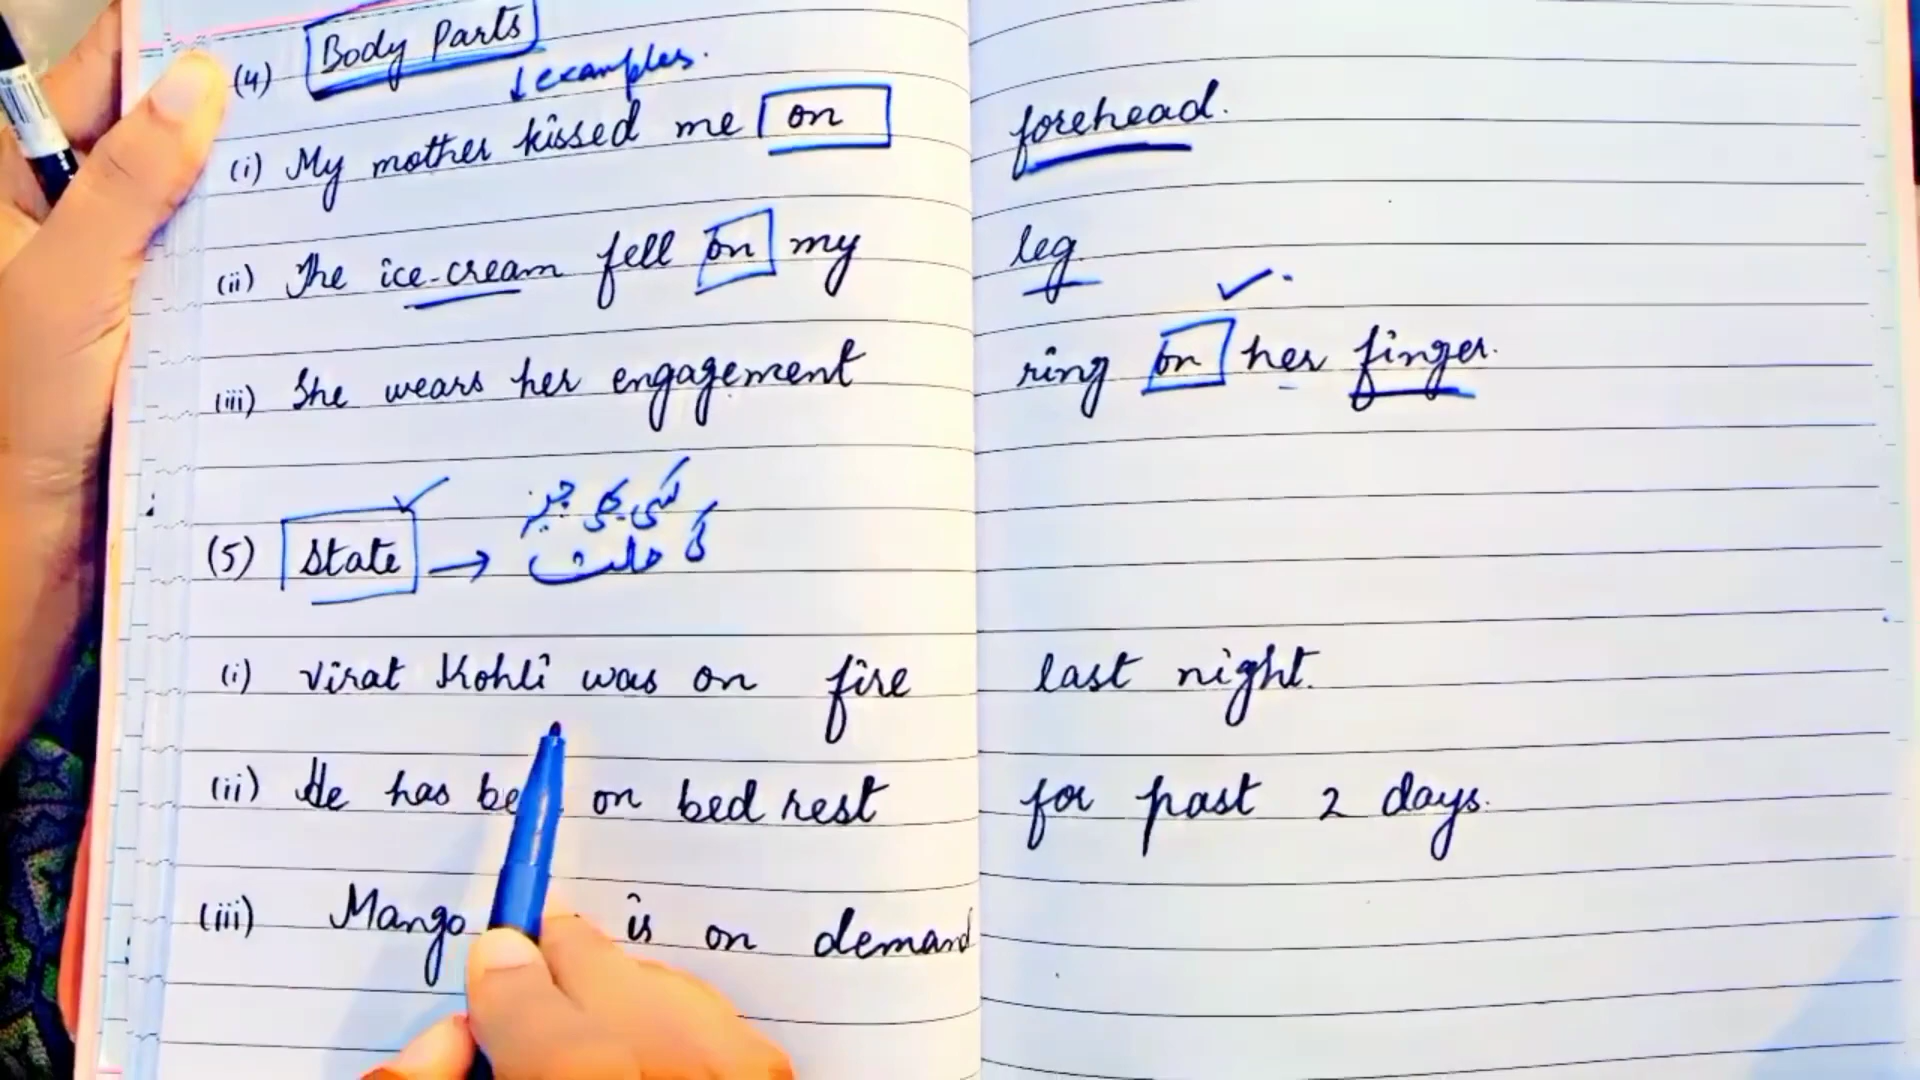 (4) Body Parts
↓ examples.
(i) My mother kissed me on forehead.
(ii) The ice-cream fell on my leg.
(iii) She wears her engagement ring on her finger.
(5) State → کسی بھی چیز
کی حالت
(i) Virat Kohli was on fire last night.
(ii) He has on bed rest for past 2 days.
(iii) Mango is on demand